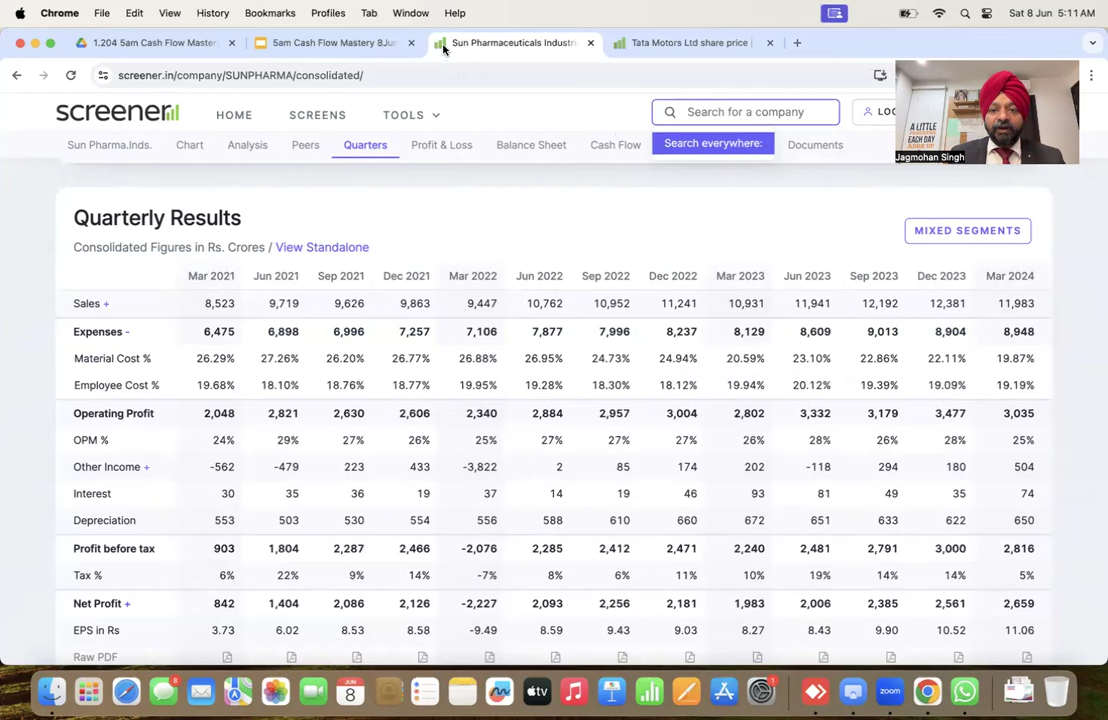 Chrome File Edit View History Bookmarks Profiles Tab Window Help Sat 8 Jun 5:11 AM
1.204 5am Cash Flow Master 5am Cash Flow Mastery 8Jun Sun Pharmaceuticals Industr Tata Motors Ltd share price |
screener.in/company/SUNPHARMA/consolidated/
screener HOME SCREENS TOOLS Search for a company LOG
Sun Pharma.Inds. Chart Analysis Peers Quarters Profit & Loss Balance Sheet Cash Flow Search everywhere: Documents
A LITTLE
PROGRESS
EACH DAY
ADDS UP
Jagmohan Singh
Quarterly Results
Consolidated Figures in Rs. Crores / View Standalone
MIXED SEGMENTS
Mar 2021 Jun 2021 Sep 2021 Dec 2021 Mar 2022 Jun 2022 Sep 2022 Dec 2022 Mar 2023 Jun 2023 Sep 2023 Dec 2023 Mar 2024
Sales + 8,523 9,719 9,626 9,863 9,447 10,762 10,952 11,241 10,931 11,941 12,192 12,381 11,983
Expenses - 6,475 6,898 6,996 7,257 7,106 7,877 7,996 8,237 8,129 8,609 9,013 8,904 8,948
Material Cost % 26.29% 27.26% 26.20% 26.77% 26.88% 26.95% 24.73% 24.94% 20.59% 23.10% 22.86% 22.11% 19.87%
Employee Cost % 19.68% 18.10% 18.76% 18.77% 19.95% 19.28% 18.30% 18.12% 19.94% 20.12% 19.39% 19.09% 19.19%
Operating Profit 2,048 2,821 2,630 2,606 2,340 2,884 2,957 3,004 2,802 3,332 3,179 3,477 3,035
OPM % 24% 29% 27% 26% 25% 27% 27% 27% 26% 28% 26% 28% 25%
Other Income + -562 -479 223 433 -3,822 2 85 174 202 -118 294 180 504
Interest 30 35 36 19 37 14 19 46 93 81 49 35 74
Depreciation 553 503 530 554 556 588 610 660 672 651 633 622 650
Profit before tax 903 1,804 2,287 2,466 -2,076 2,285 2,412 2,471 2,240 2,481 2,791 3,000 2,816
Tax % 6% 22% 9% 14% -7% 8% 6% 11% 10% 19% 14% 14% 5%
Net Profit + 842 1,404 2,086 2,126 -2,227 2,093 2,256 2,181 1,983 2,006 2,385 2,561 2,659
EPS in Rs 3.73 6.02 8.53 8.58 -9.49 8.59 9.43 9.03 8.27 8.43 9.90 10.52 11.06
Raw PDF
8 JUN 8 tv zoom 1